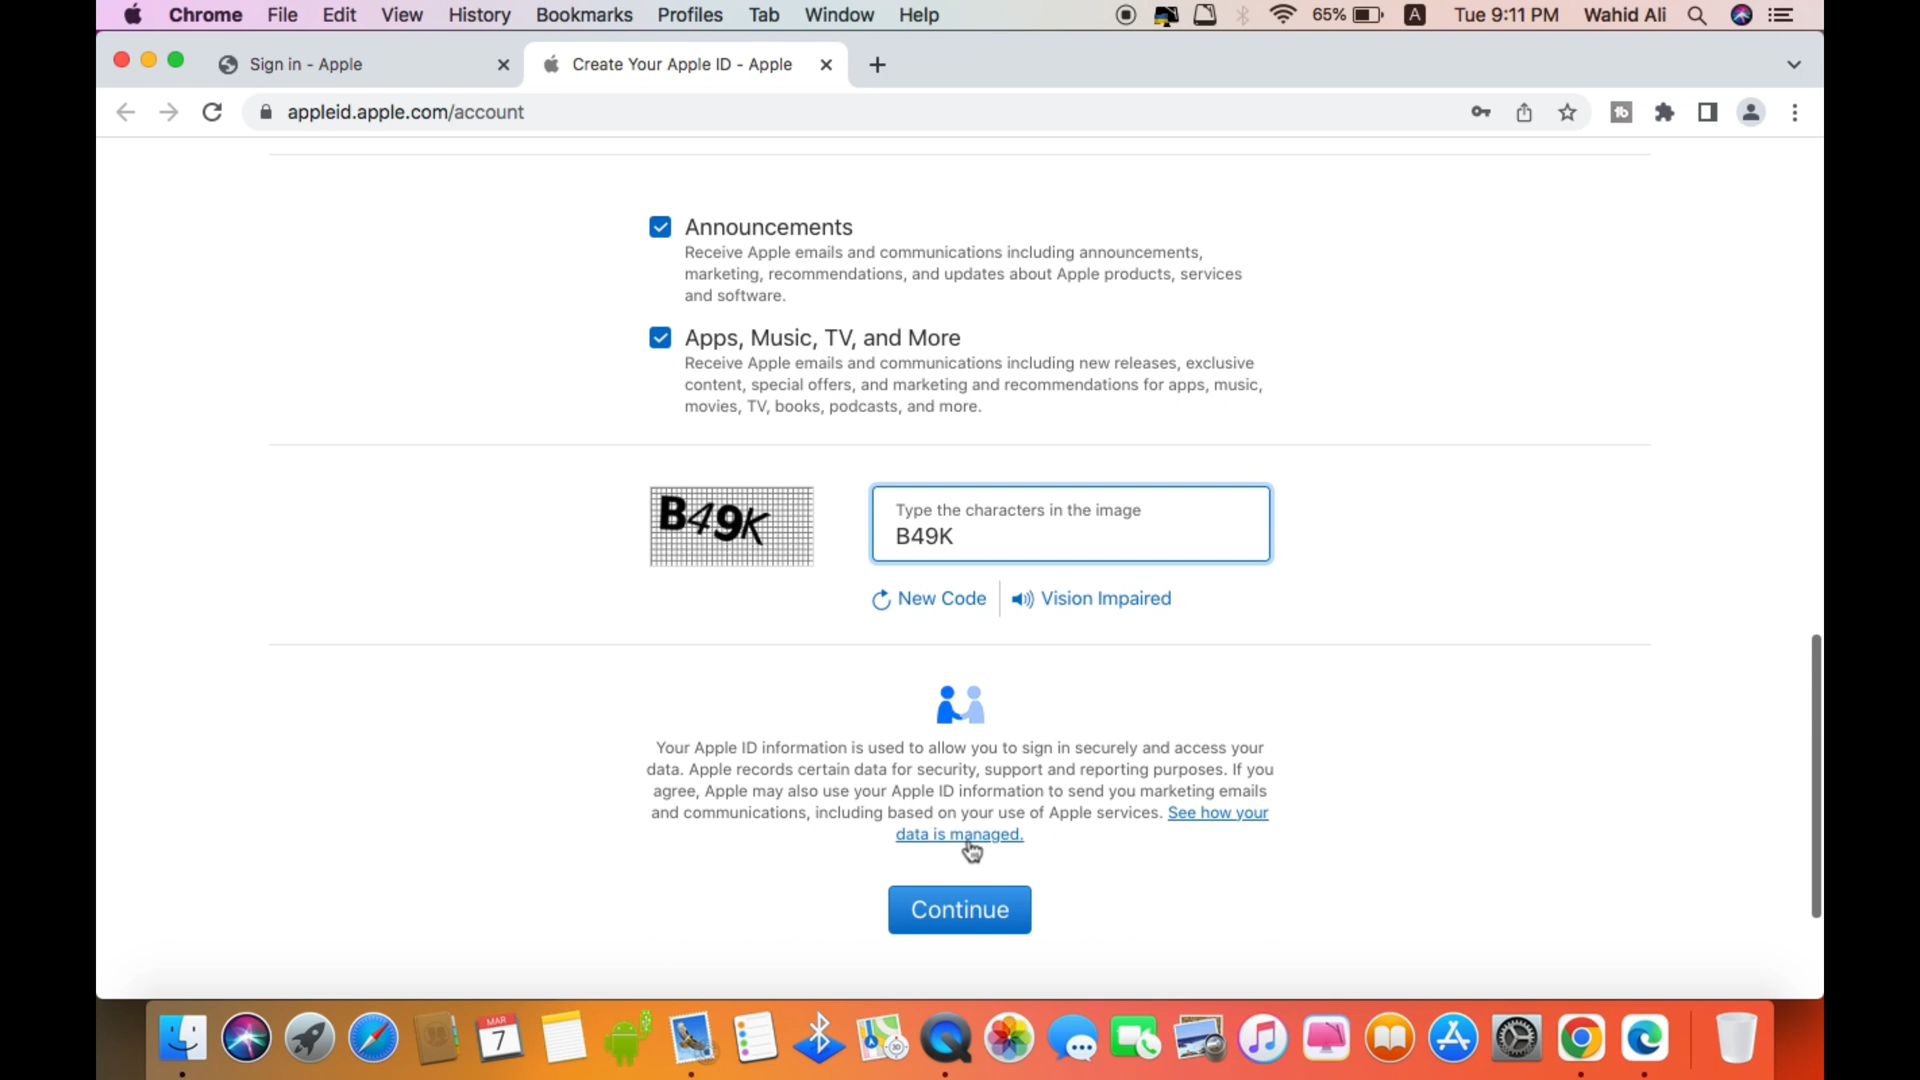 Chrome File Edit View History Bookmarks Profiles Tab Window Help 65% A Tue 9:11 PM Wahid Ali
Sign in - Apple
Create Your Apple ID - Apple
appleid.apple.com/account
Announcements
Receive Apple emails and communications including announcements,
marketing, recommendations, and updates about Apple products, services
and software.
Apps, Music, TV, and More
Receive Apple emails and communications including new releases, exclusive
content, special offers, and marketing and recommendations for apps, music,
movies, TV, books, podcasts, and more.
B49K
Type the characters in the image
B49K
New Code
Vision Impaired
Your Apple ID information is used to allow you to sign in securely and access your
data. Apple records certain data for security, support and reporting purposes. If you
agree, Apple may also use your Apple ID information to send you marketing emails
and communications, including based on your use of Apple services. See how your
data is managed.
Continue
MAR
7
3D